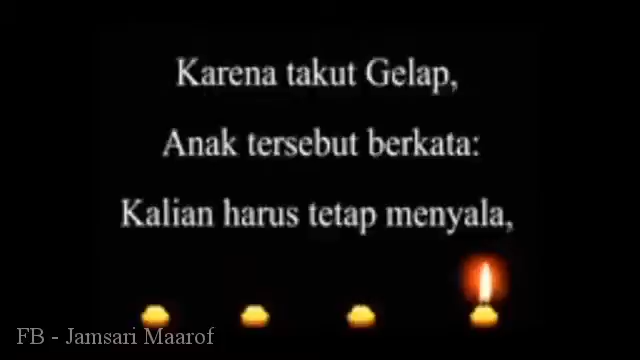 Karena takut Gelap,
Anak tersebut berkata:
Kalian harus tetap menyala,
FB - Jamsari Maarof